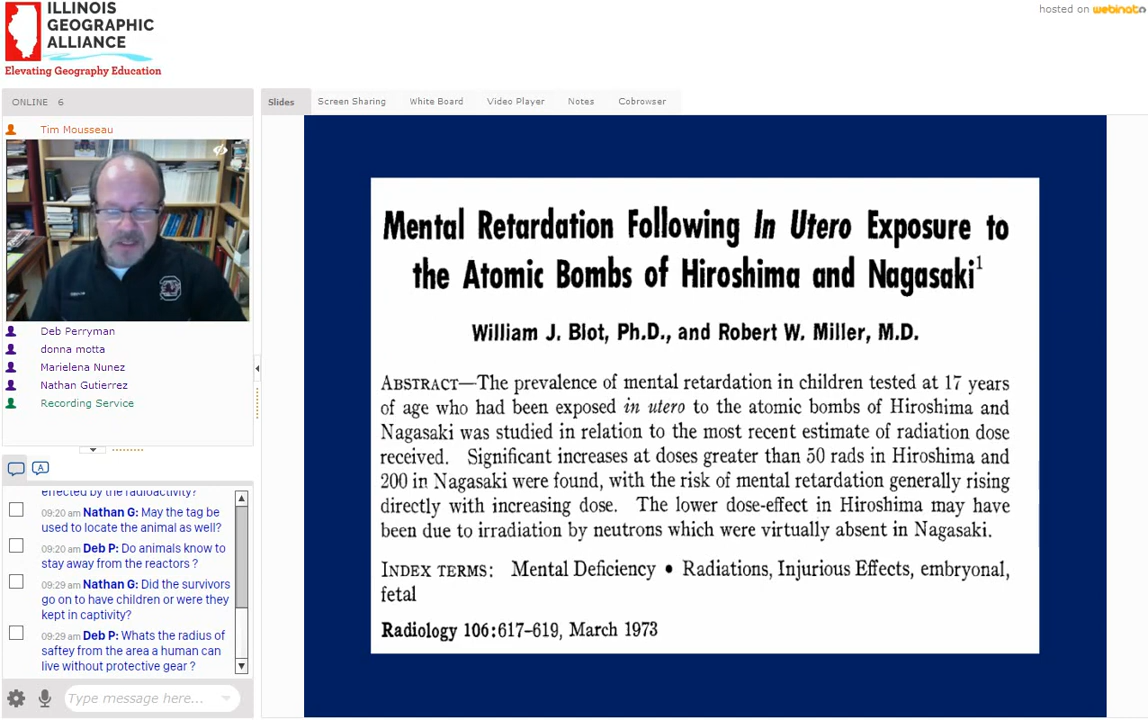 ILLINOIS
GEOGRAPHIC
ALLIANCE
Elevating Geography Education
hosted on webinato
ONLINE 6
Tim Mousseau
Deb Perryman
donna motta
Marielena Nunez
Nathan Gutierrez
Recording Service
effected by the radioactivity?
09:20 am Nathan G: May the tag be
used to locate the animal as well?
09:20 am Deb P: Do animals know to
stay away from the reactors ?
09:29 am Nathan G: Did the survivors
go on to have children or were they
kept in captivity?
09:29 am Deb P: Whats the radius of
saftey from the area a human can
live without protective gear ?
Type message here...
Slides Screen Sharing White Board Video Player Notes Cobrowser
Mental Retardation Following In Utero Exposure to
the Atomic Bombs of Hiroshima and Nagasaki1
William J. Blot, Ph.D., and Robert W. Miller, M.D.
ABSTRACT—The prevalence of mental retardation in children tested at 17 years
of age who had been exposed in utero to the atomic bombs of Hiroshima and
Nagasaki was studied in relation to the most recent estimate of radiation dose
received. Significant increases at doses greater than 50 rads in Hiroshima and
200 in Nagasaki were found, with the risk of mental retardation generally rising
directly with increasing dose. The lower dose-effect in Hiroshima may have
been due to irradiation by neutrons which were virtually absent in Nagasaki.
INDEX TERMS: Mental Deficiency • Radiations, Injurious Effects, embryonal,
fetal
Radiology 106:617–619, March 1973